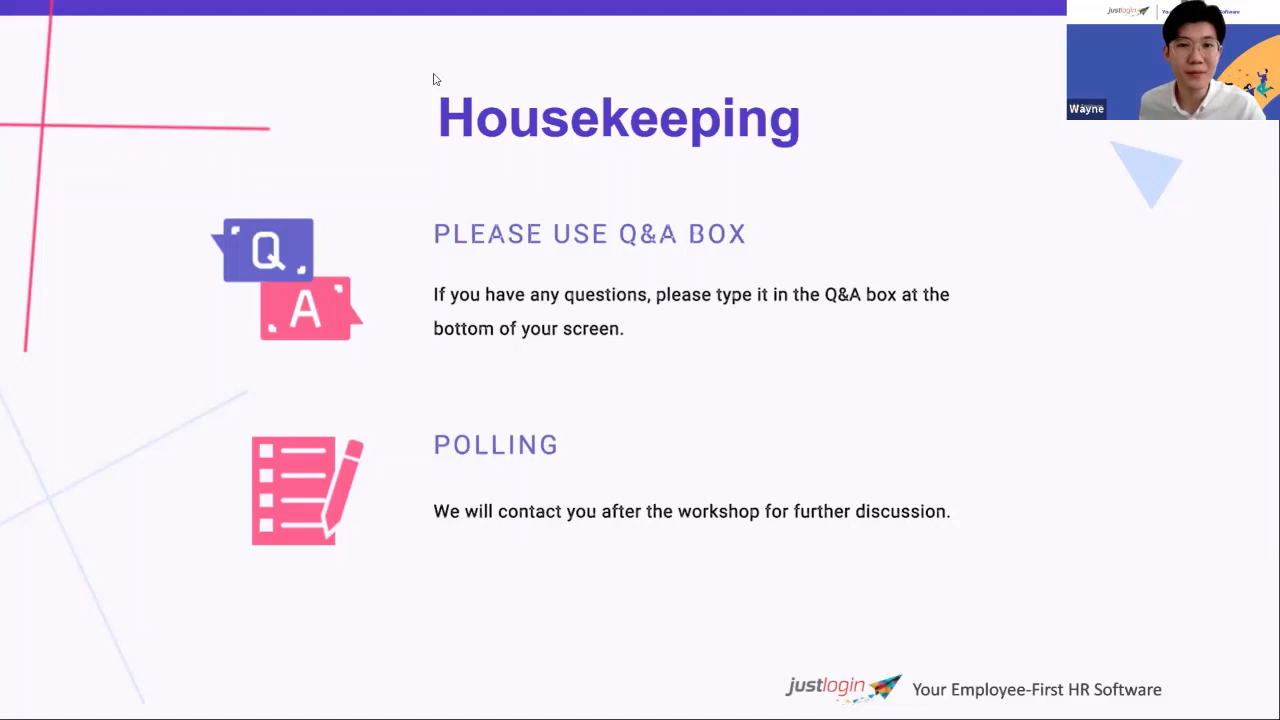 justlogin
Wayne
Housekeeping
Q
A
PLEASE USE Q&A BOX
If you have any questions, please type it in the Q&A box at the
bottom of your screen.
POLLING
We will contact you after the workshop for further discussion.
justlogin Your Employee-First HR Software